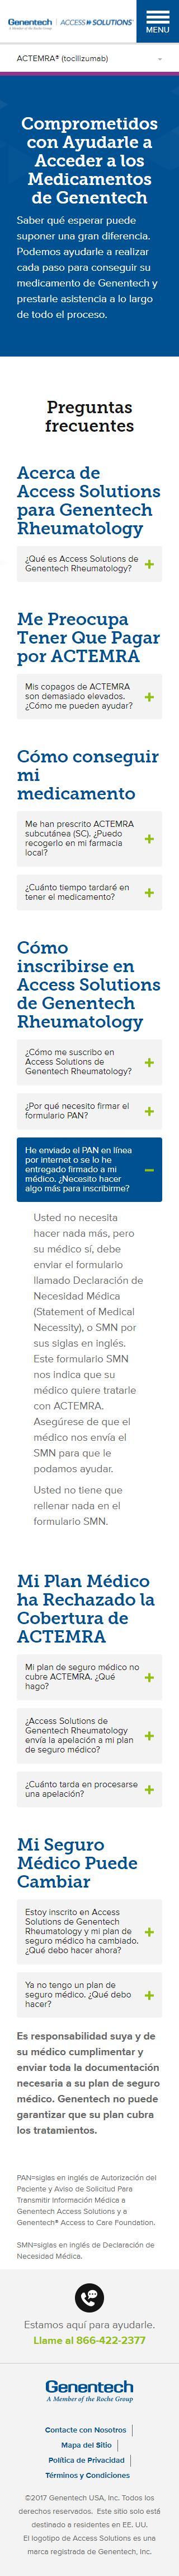 Genentech
A Member of the Roche Group
ACCESS SOLUTIONS
MENU
ACTEMRA® (tocilizumab)
Comprometidos
con Ayudarle a
Acceder a los
Medicamentos
de Genentech
Saber qué esperar puede
suponer una gran diferencia.
Podemos ayudarle a realizar
cada paso para conseguir su
medicamento de Genentech y
prestarle asistencia a lo largo
de todo el proceso.
Preguntas
frecuentes
Acerca de
Access Solutions
para Genentech
Rheumatology
¿Qué es Access Solutions de
Genentech Rheumatology?
Me Preocupa
Tener Que Pagar
por ACTEMRA
Mis copagos de ACTEMRA
son demasiado elevados.
¿Cómo me pueden ayudar?
Cómo conseguir
mi
medicamento
Me han prescrito ACTEMRA
subcutánea (SC). ¿Puedo
recogerlo en mi farmacia
local?
¿Cuánto tiempo tardaré en
tener el medicamento?
Cómo
inscribirse en
Access Solutions
de Genentech
Rheumatology
¿Cómo me suscribo en
Access Solutions de
Genentech Rheumatology?
¿Por qué necesito firmar el
formulario PAN?
He enviado el PAN en línea
por internet o se lo he
entregado firmado a mi
médico. ¿Necesito hacer
algo más para inscribirme?
Usted no necesita
hacer nada más, pero
su médico sí, debe
enviar el formulario
llamado Declaración de
Necesidad Médica
(Statement of Medical
Necessity), o SMN por
sus siglas en inglés.
Este formulario SMN
nos indica que su
médico quiere tratarle
con ACTEMRA.
Asegúrese de que el
médico nos envía el
SMN para que le
podamos ayudar.
Usted no tiene que
rellenar nada en el
formulario SMN.
Mi Plan Médico
ha Rechazado la
Cobertura de
ACTEMRA
Mi plan de seguro médico no
cubre ACTEMRA. ¿Qué
hago?
¿Access Solutions de
Genentech Rheumatology
envía la apelación a mi plan
de seguro médico?
¿Cuánto tarda en procesarse
una apelación?
Mi Seguro
Médico Puede
Cambiar
Estoy inscrito en Access
Solutions de Genentech
Rheumatology y mi plan de
seguro médico ha cambiado.
¿Qué debo hacer ahora?
Ya no tengo un plan de
seguro médico. ¿Qué debo
hacer?
Es responsabilidad suya y de
su médico cumplimentar y
enviar toda la documentación
necesaria a su plan de seguro
médico. Genentech no puede
garantizar que su plan cubra
los tratamientos.
PAN=siglas en inglés de Autorización del
Paciente y Aviso de Solicitud Para
Transmitir Información Médica a
Genentech Access Solutions y a
Genentech® Access to Care Foundation.
SMN=siglas en inglés de Declaración de
Necesidad Médica.
Estamos aquí para ayudarle.
Llame al 866-422-2377
Genentech
A Member of the Roche Group
Contacte con Nosotros
Mapa del Sitio
Política de Privacidad
Términos y Condiciones
©2017 Genentech USA, Inc. Todos los
derechos reservados. Este sitio solo está
destinado a residentes en EE. UU.
El logotipo de Access Solutions es una
marca registrada de Genentech, Inc.